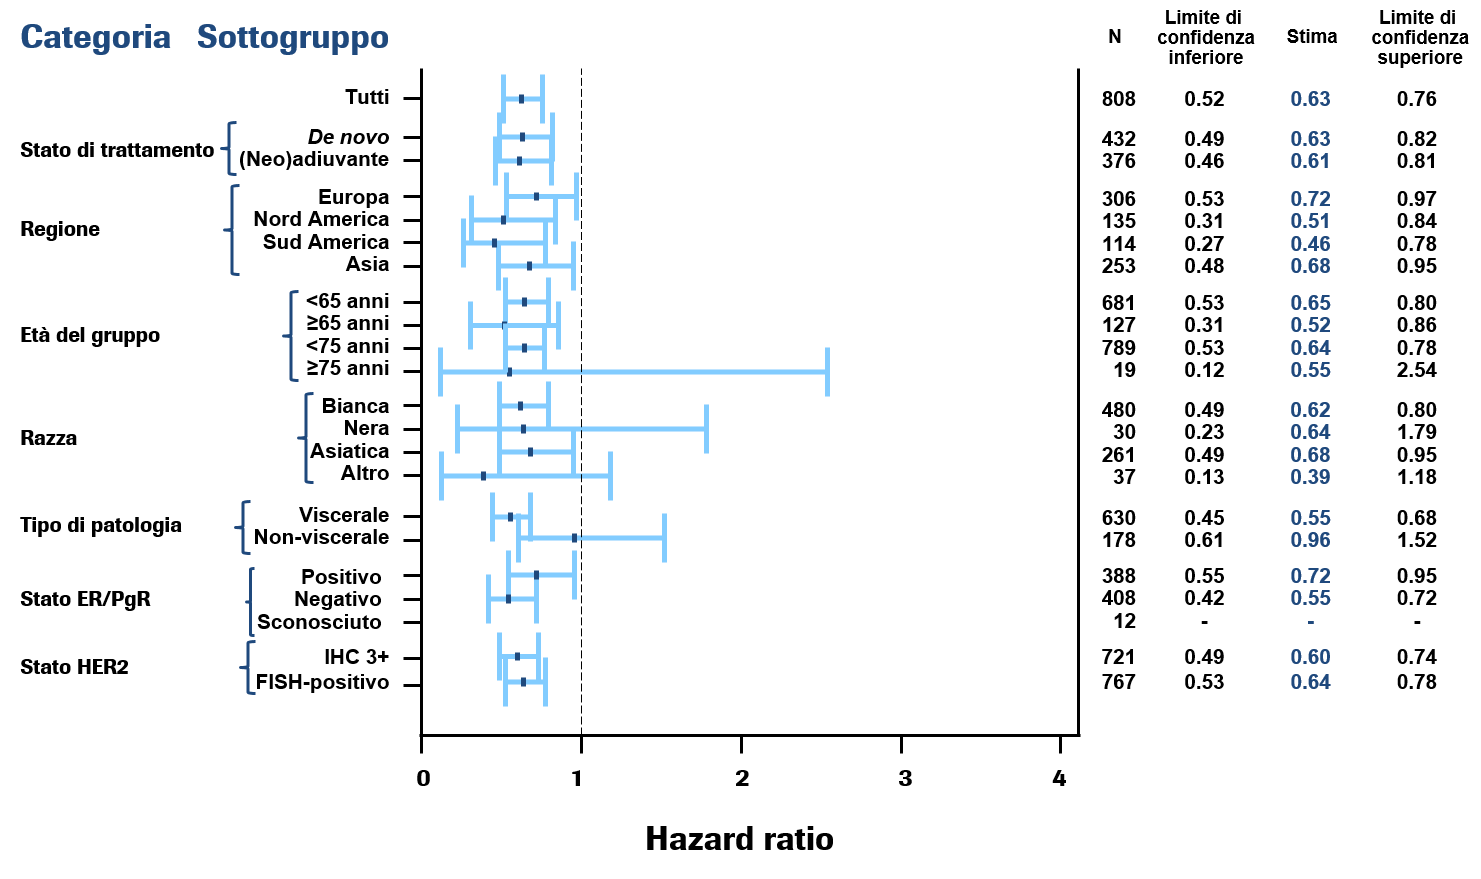 Categoria Sottogruppo N Limite di confidenza inferiore Stima Limite di confidenza superiore
Tutti 808 0.52 0.63 0.76
Stato di trattamento
De novo 432 0.49 0.63 0.82
(Neo)adiuvante 376 0.46 0.61 0.81
Regione
Europa 306 0.53 0.72 0.97
Nord America 135 0.31 0.51 0.84
Sud America 114 0.27 0.46 0.78
Asia 253 0.48 0.68 0.95
Età del gruppo
<65 anni 681 0.53 0.65 0.80
≥65 anni 127 0.31 0.52 0.86
<75 anni 789 0.53 0.64 0.78
≥75 anni 19 0.12 0.55 2.54
Razza
Bianca 480 0.49 0.62 0.80
Nera 30 0.23 0.64 1.79
Asiatica 261 0.49 0.68 0.95
Altro 37 0.13 0.39 1.18
Tipo di patologia
Viscerale 630 0.45 0.55 0.68
Non-viscerale 178 0.61 0.96 1.52
Stato ER/PgR
Positivo 388 0.55 0.72 0.95
Negativo 408 0.42 0.55 0.72
Sconosciuto 12 - - -
Stato HER2
IHC 3+ 721 0.49 0.60 0.74
FISH-positivo 767 0.53 0.64 0.78
0 1 2 3 4
Hazard ratio